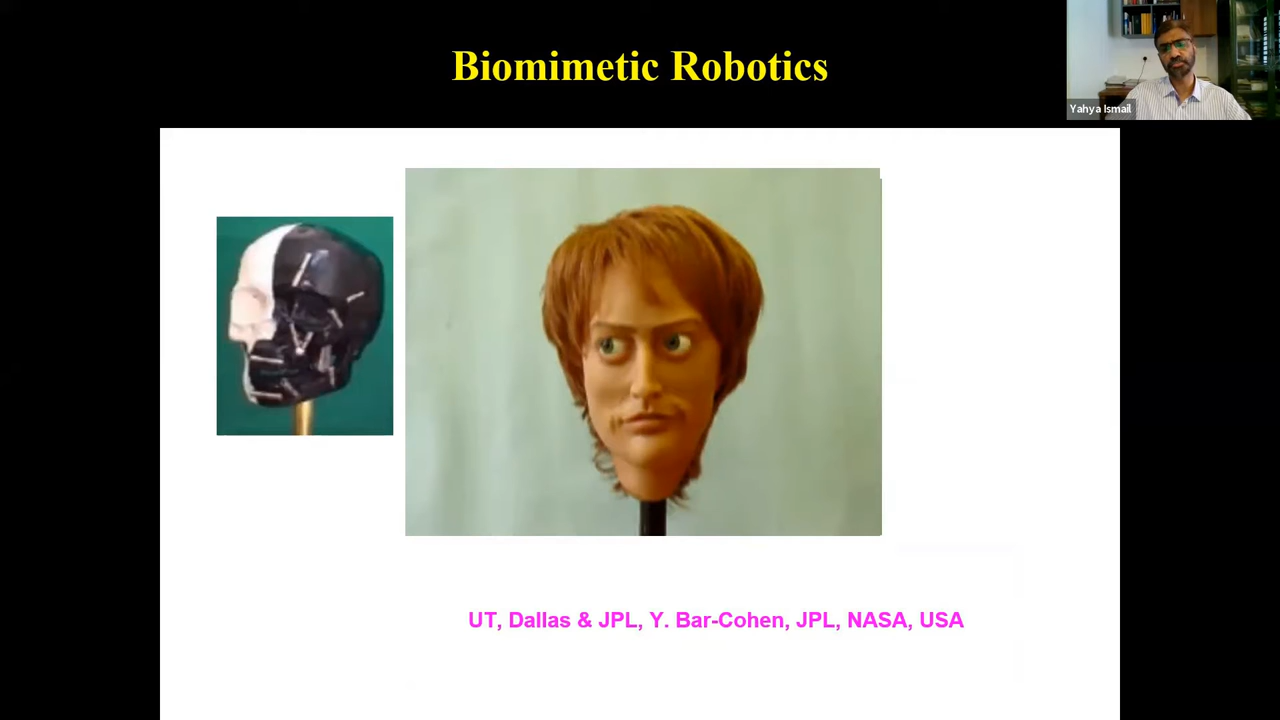 Biomimetic Robotics
Yahya Ismail
UT, Dallas & JPL, Y. Bar-Cohen, JPL, NASA, USA